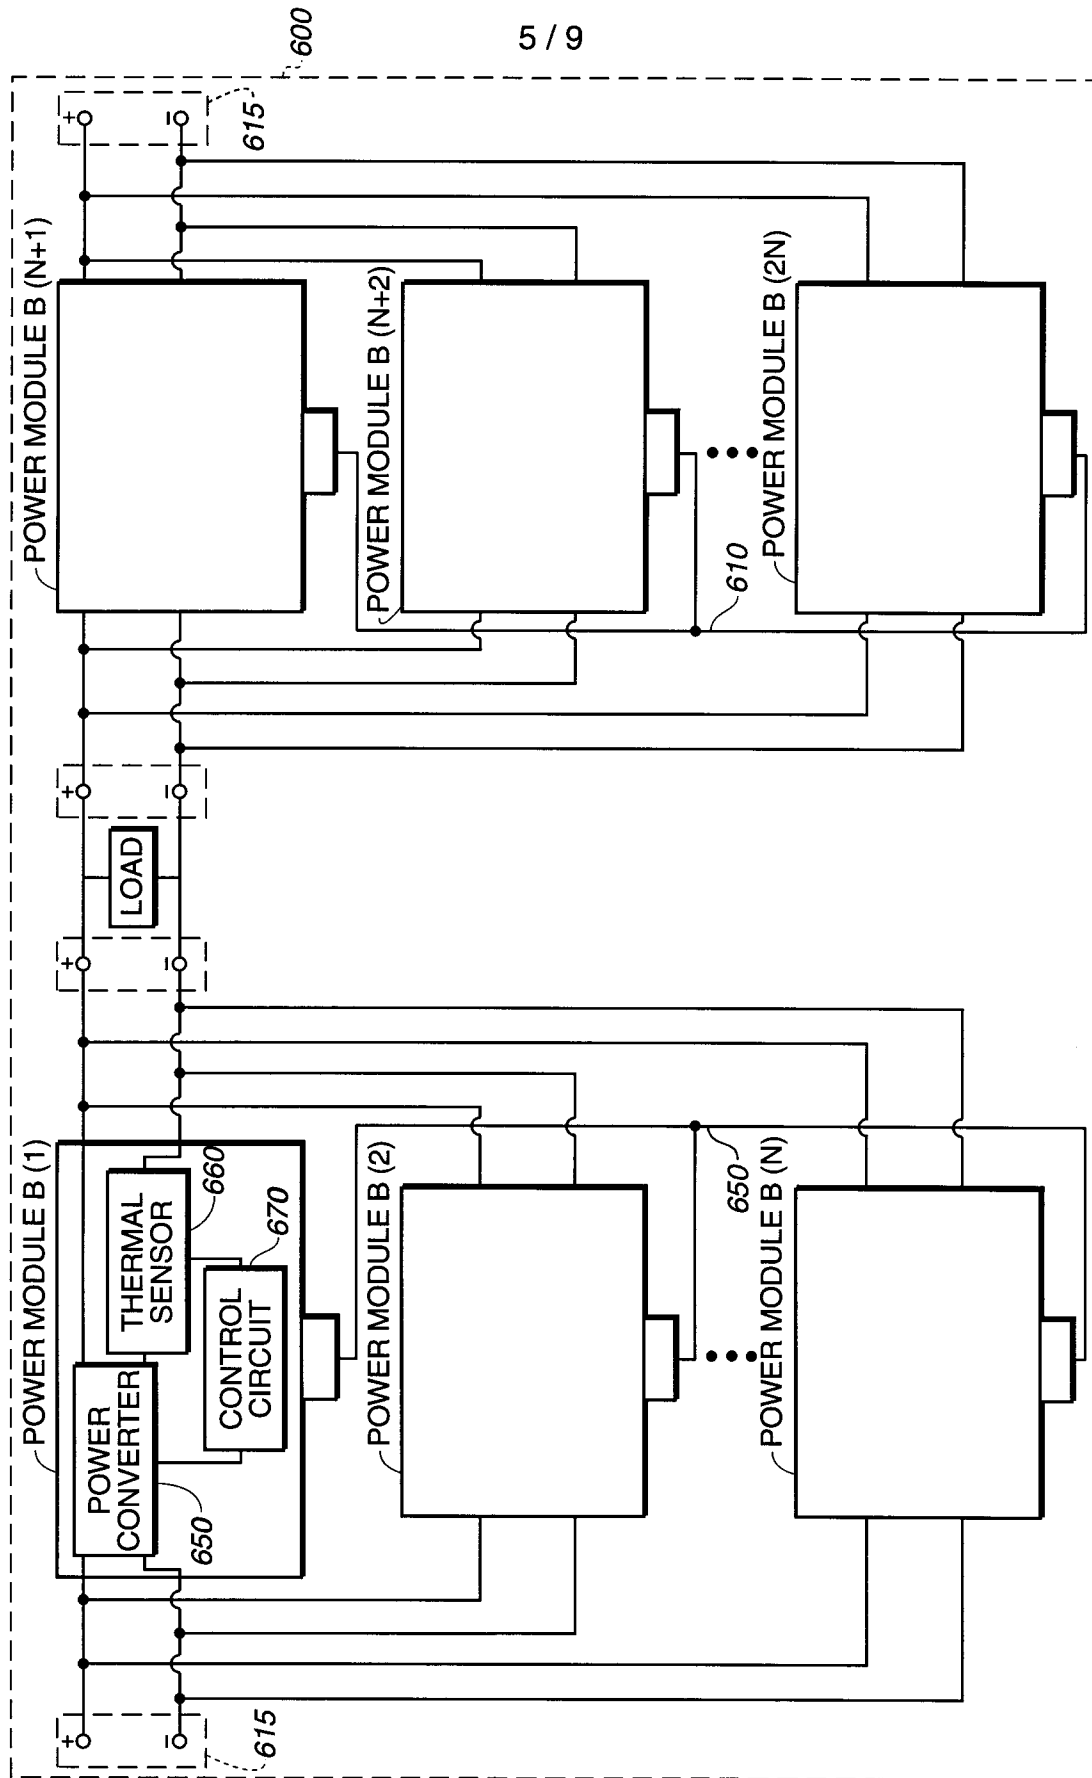 5 / 9
600
615
POWER MODULE B (1)
POWER
CONVERTER
650
THERMAL
SENSOR
660
CONTROL
CIRCUIT
670
+
–
+
–
LOAD
+
–
+
–
615
POWER MODULE B (N+1)
POWER MODULE B (2)
POWER MODULE B (N+2)
650
610
POWER MODULE B (N)
POWER MODULE B (2N)